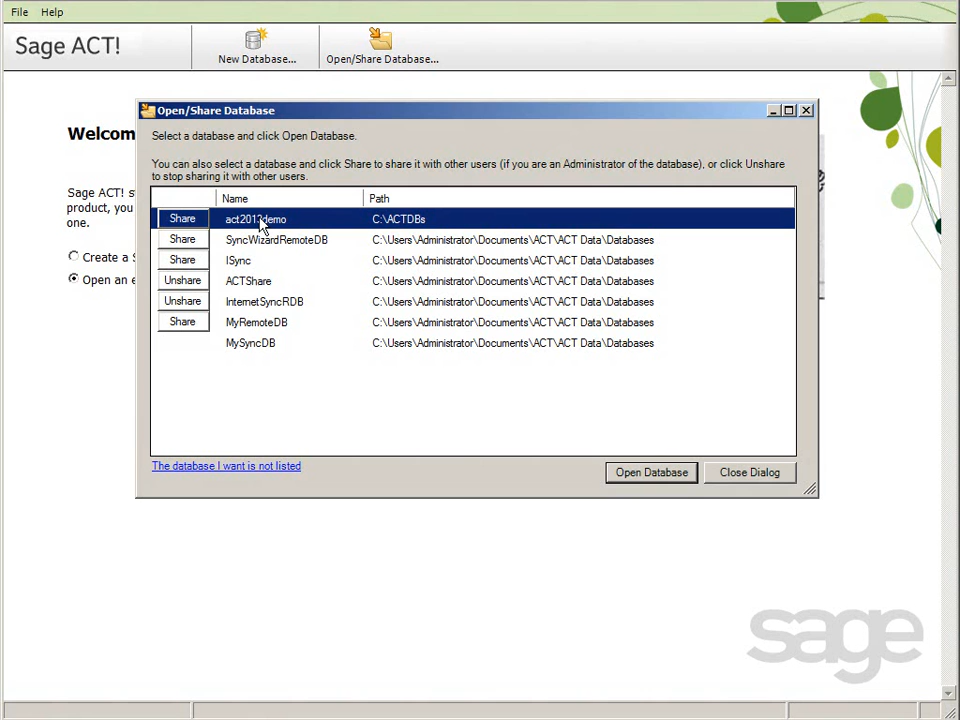 File Help
Sage ACT!
New Database...
Open/Share Database...
Welcom
Sage ACT! s
product, you
one.
Create a S
Open an e
Open/Share Database
Select a database and click Open Database.
You can also select a database and click Share to share it with other users (if you are an Administrator of the database), or click Unshare
to stop sharing it with other users.
Name Path
Share act2013demo C:\ACTDBs
Share SyncWizardRemoteDB C:\Users\Administrator\Documents\ACT\ACT Data\Databases
Share ISync C:\Users\Administrator\Documents\ACT\ACT Data\Databases
Unshare ACTShare C:\Users\Administrator\Documents\ACT\ACT Data\Databases
Unshare InternetSyncRDB C:\Users\Administrator\Documents\ACT\ACT Data\Databases
Share MyRemoteDB C:\Users\Administrator\Documents\ACT\ACT Data\Databases
MySyncDB C:\Users\Administrator\Documents\ACT\ACT Data\Databases
The database I want is not listed
Open Database
Close Dialog
sage